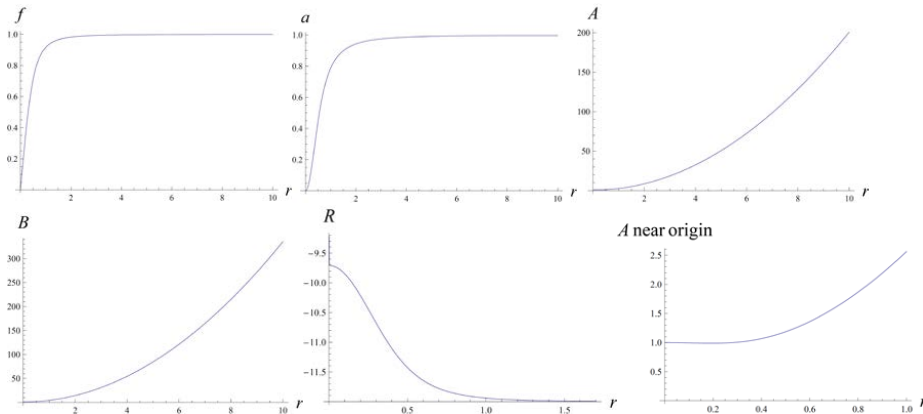 f
1.0
0.8
0.6
0.4
0.2
2 4 6 8 10 r
a
1.0
0.8
0.6
0.4
0.2
2 4 6 8 10 r
A
200
150
100
50
2 4 6 8 10 r
B
300
250
200
150
100
50
2 4 6 8 10 r
R
−9.5
−10.0
−10.5
−11.0
−11.5
0.5 1.0 1.5 r
A near origin
2.5
2.0
1.5
1.0
0.5
0.2 0.4 0.6 0.8 1.0 r